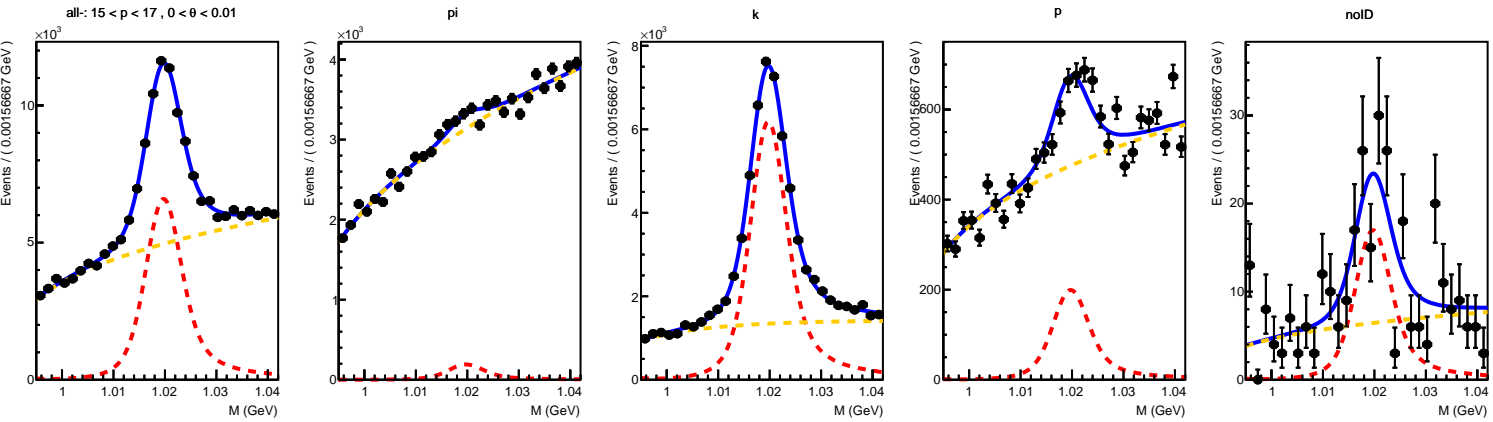 all-: 15 < p < 17 , 0 < θ < 0.01
×10³
Events / ( 0.00156667 GeV )
10
5
0
1 1.01 1.02 1.03 1.04
M (GeV)
pi
×10³
Events / ( 0.00156667 GeV )
4
3
2
1
0
1 1.01 1.02 1.03 1.04
M (GeV)
k
×10³
Events / ( 0.00156667 GeV )
8
6
4
2
0
1 1.01 1.02 1.03 1.04
M (GeV)
p
Events / ( 0.00156667 GeV )
600
400
200
0
1 1.01 1.02 1.03 1.04
M (GeV)
noID
Events / ( 0.00156667 GeV )
30
20
10
0
1 1.01 1.02 1.03 1.04
M (GeV)